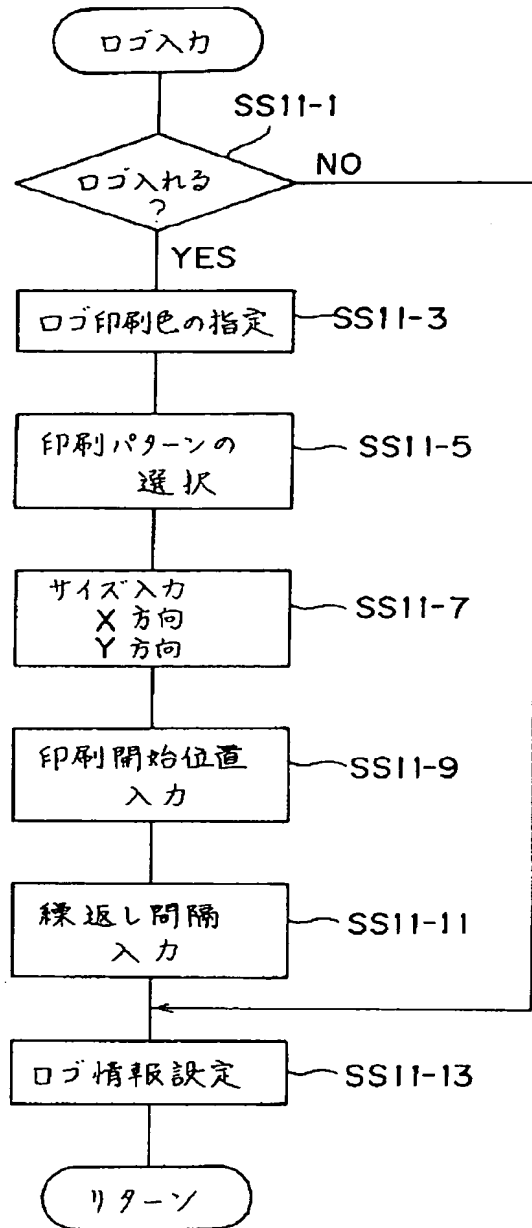 ロゴ入力
SS11-1
ロゴ入れる
?
NO
YES
ロゴ印刷色の指定
SS11-3
印刷パターンの
選択
SS11-5
サイズ入力
X 方向
Y 方向
SS11-7
印刷開始位置
入力
SS11-9
繰返し間隔
入力
SS11-11
ロゴ情報設定
SS11-13
リターン